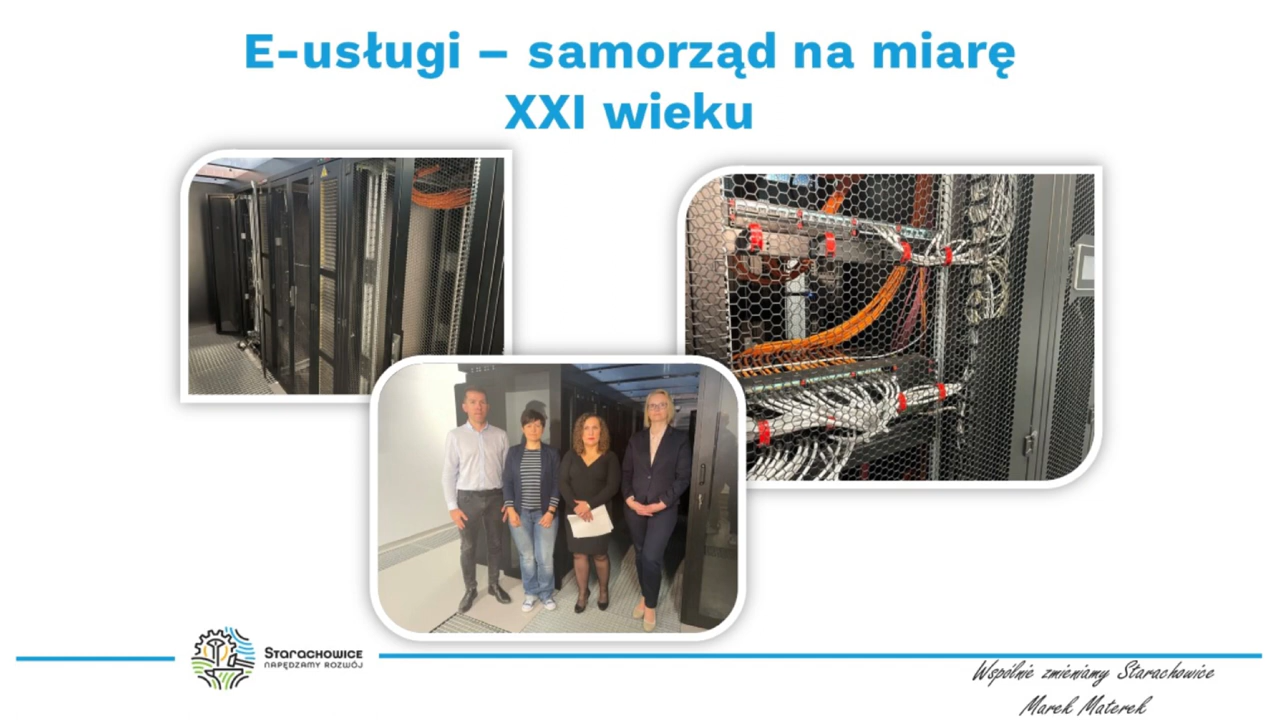 E-usługi – samorząd na miarę
XXI wieku
Starachowice
NAPĘDZAMY ROZWÓJ
Wspólnie zmieniamy Starachowice
Marek Materek